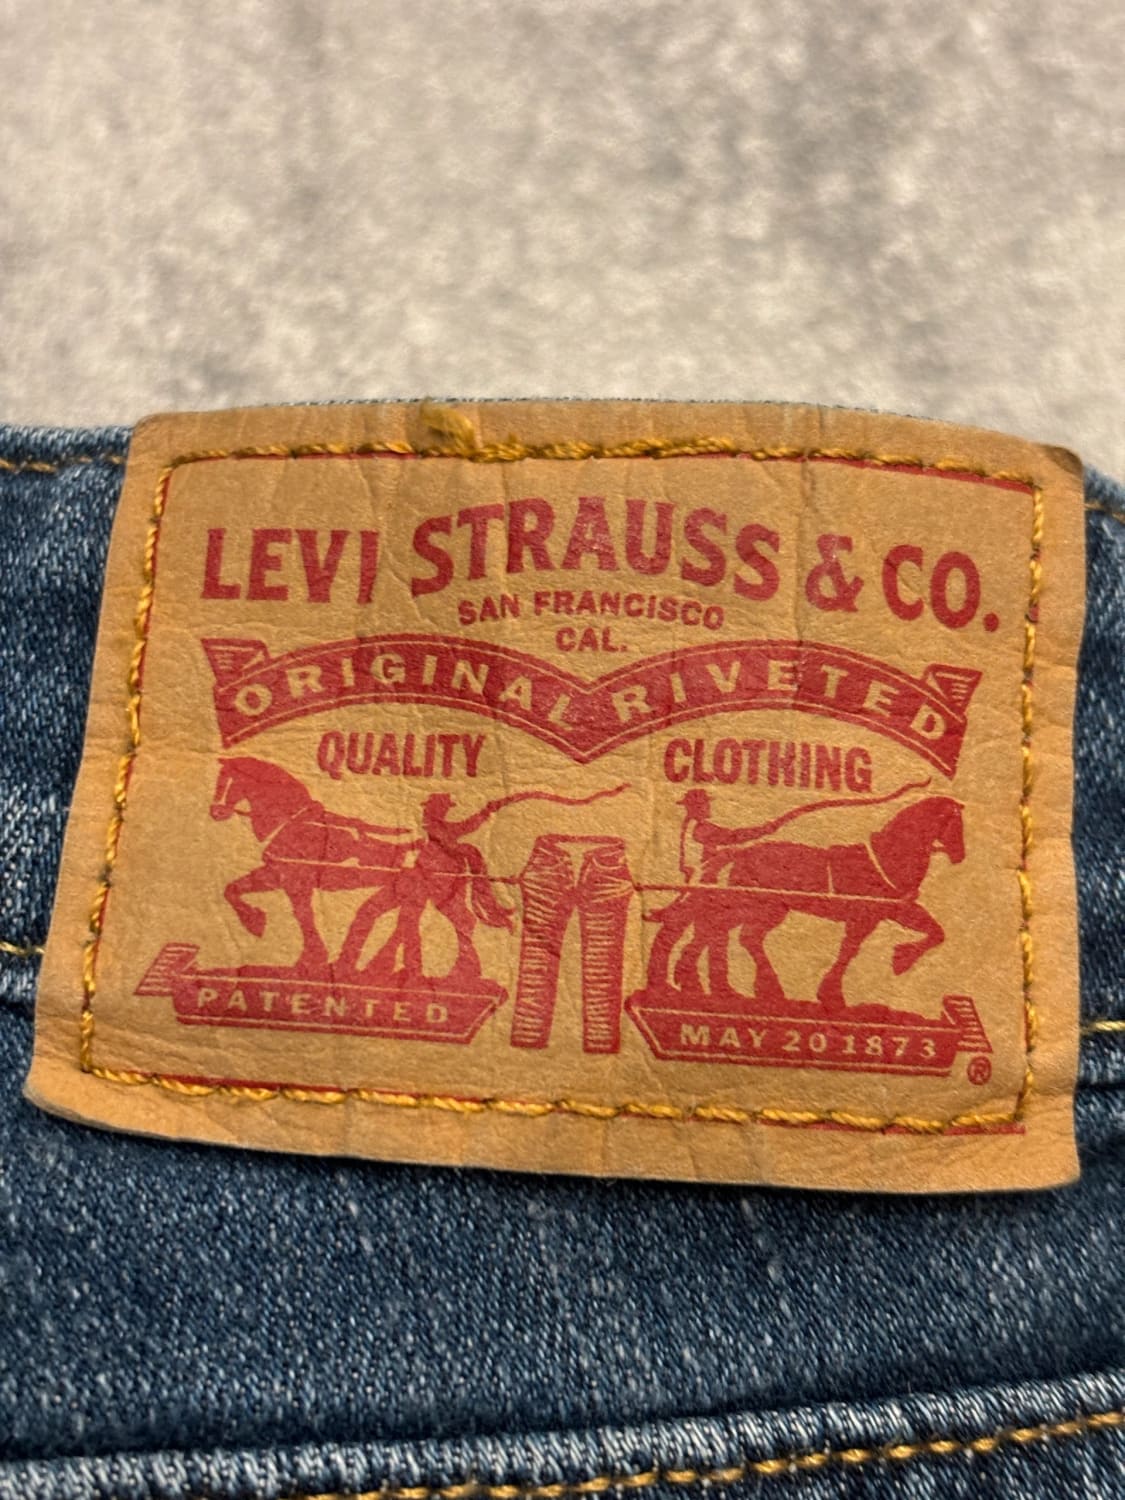 LEVI STRAUSS & CO.
SAN FRANCISCO
CAL.
ORIGINAL RIVETED
QUALITY CLOTHING
PATENTED MAY 20 1873
®